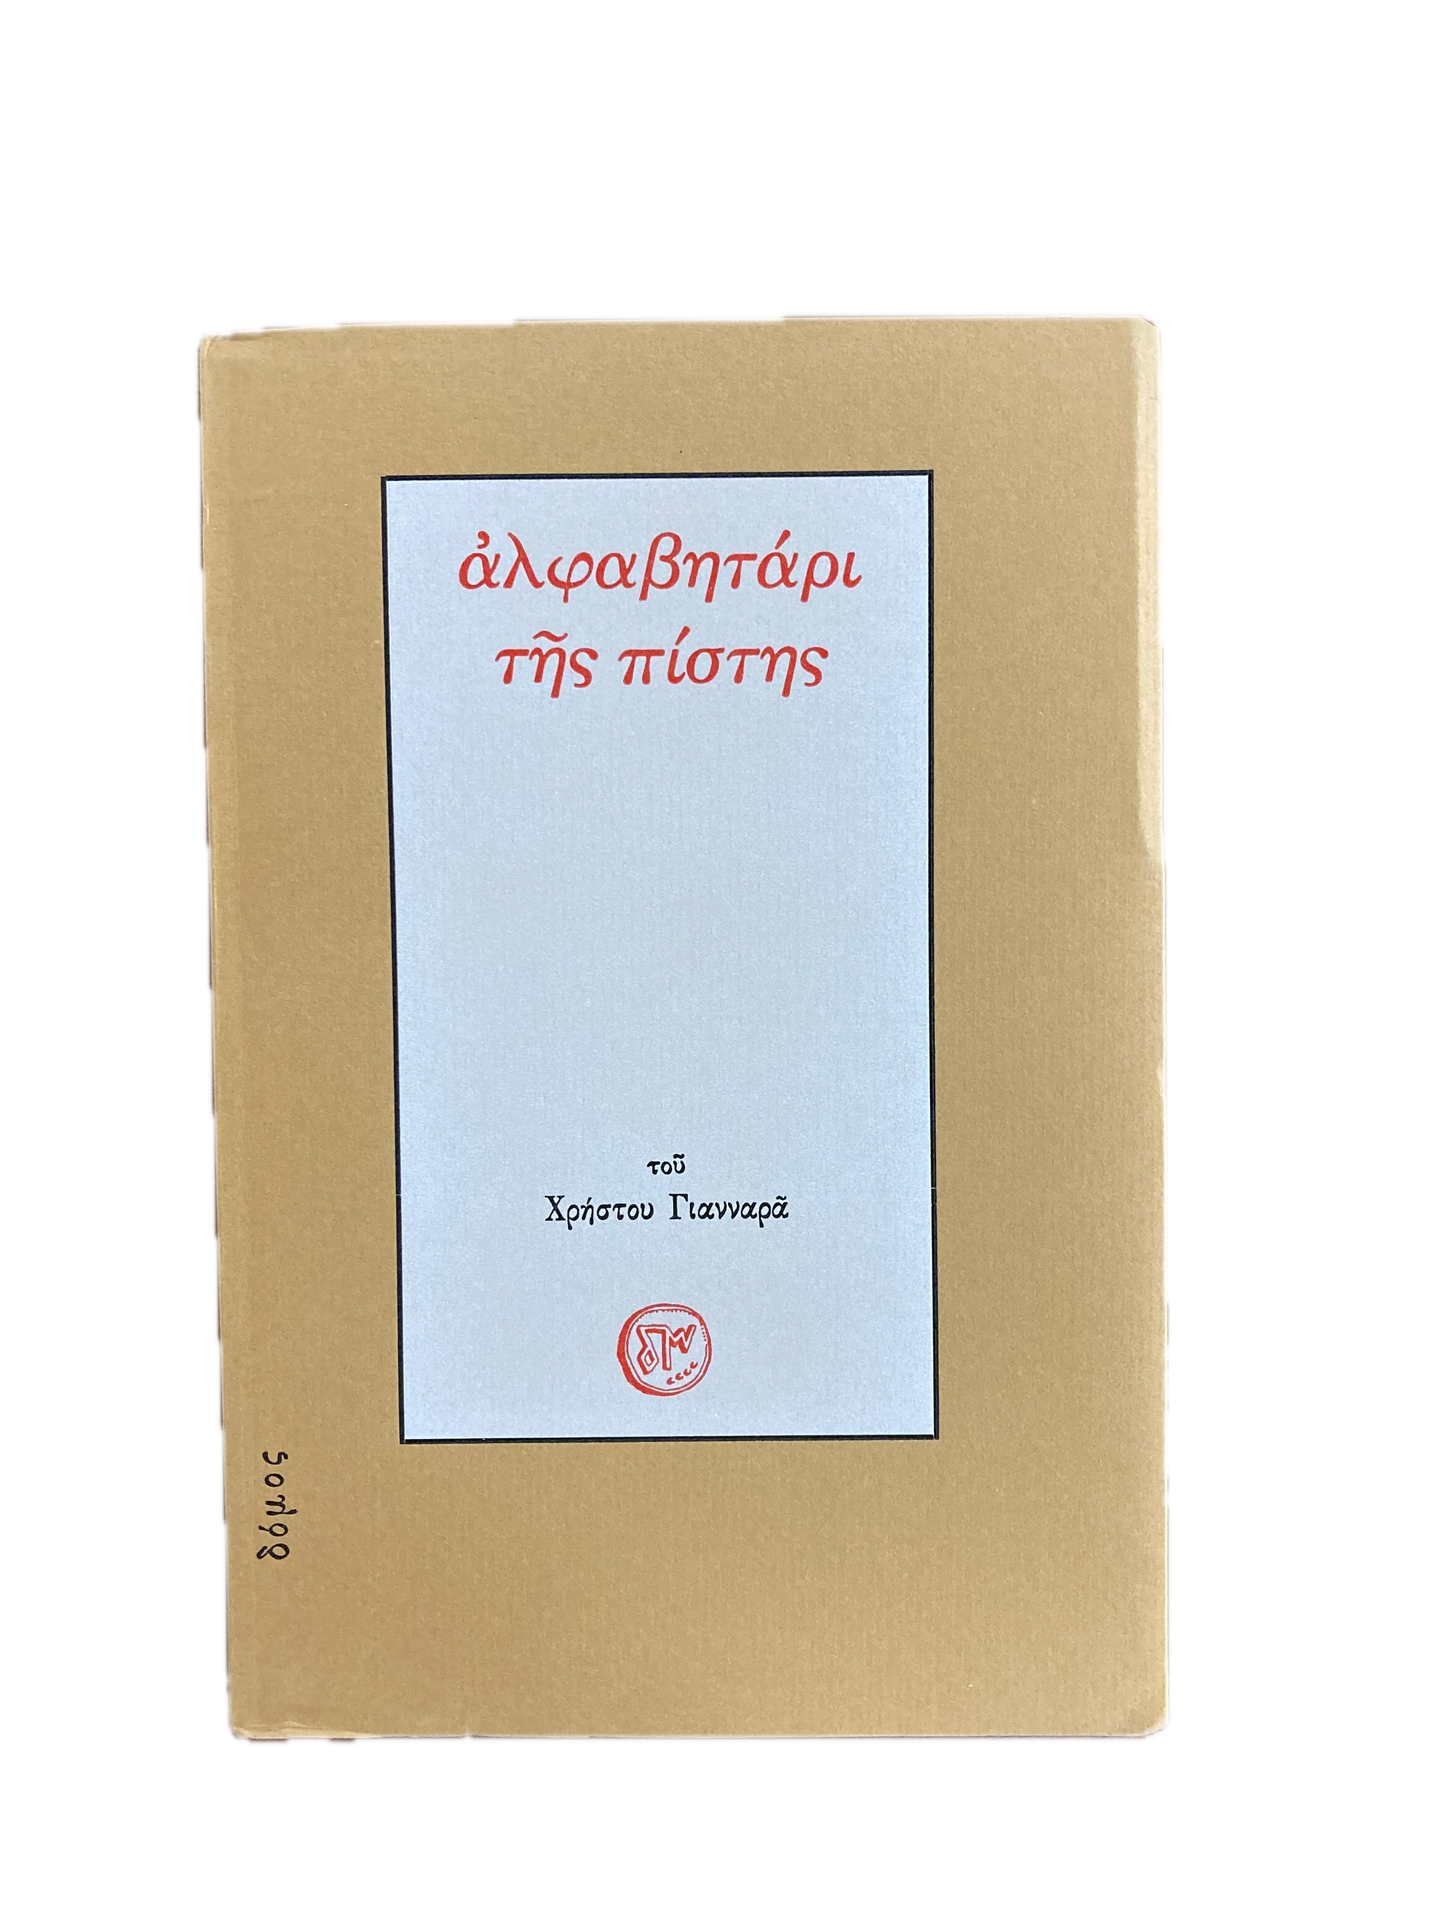 ἀλφαβητάρι
τῆς πίστης
τοῦ
Χρήστου Γιανναρᾶ
δόμος